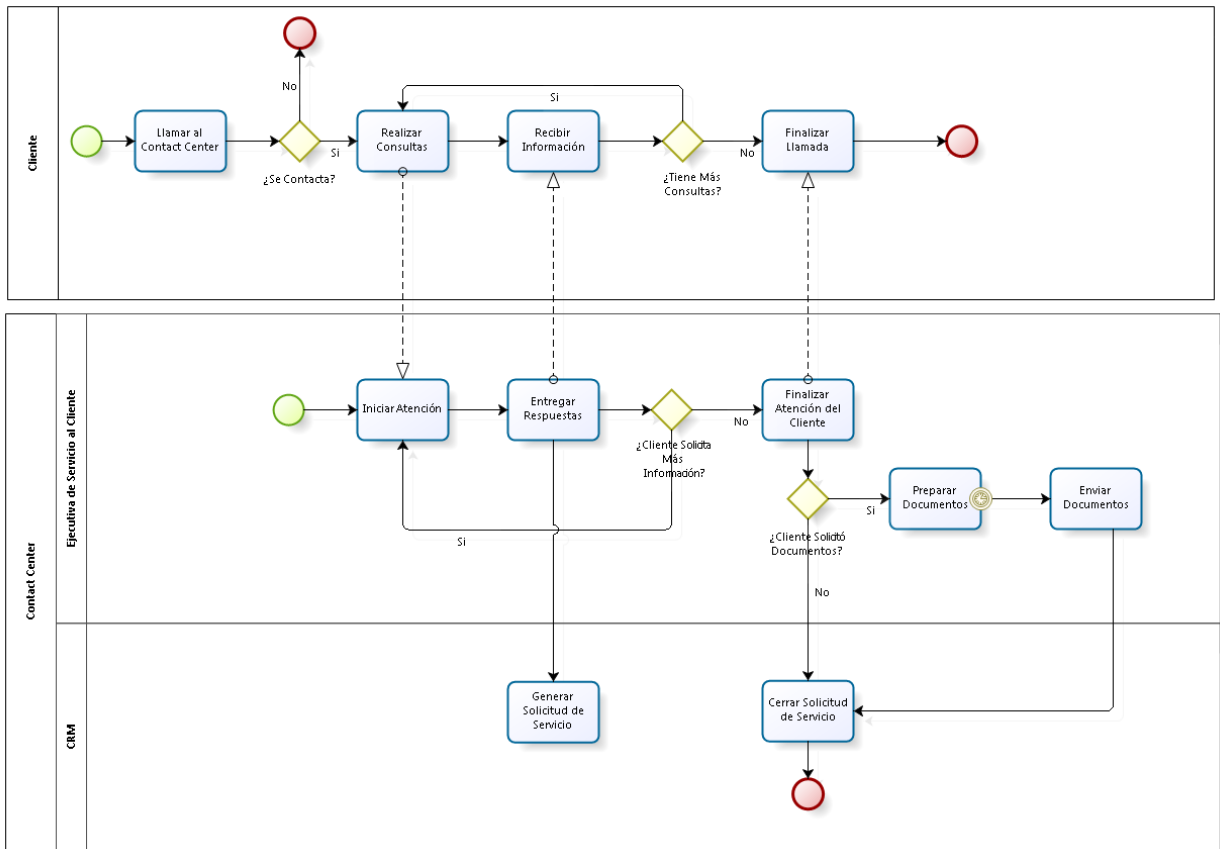 Cliente
Llamar al
Contact Center
No
¿Se Contacta?
Si
Realizar
Consultas
Si
Recibir
Información
¿Tiene Más
Consultas?
No
Finalizar
Llamada
Contact Center
Ejecutiva de Servicio al Cliente
Iniciar Atención
Entregar
Respuestas
¿Cliente Solicita
Más
Información?
Si
No
Finalizar
Atención del
Cliente
¿Cliente Solicitó
Documentos?
Si
No
Preparar
Documentos
Enviar
Documentos
CRM
Generar
Solicitud de
Servicio
Cerrar Solicitud
de Servicio